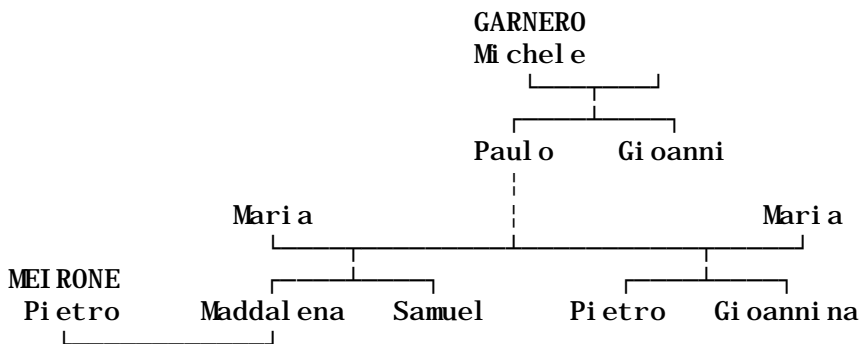 GARNERO
Michele
Paulo Gioanni
Maria Maria
MEIRONE
Pietro Maddalena Samuel Pietro Gioannina